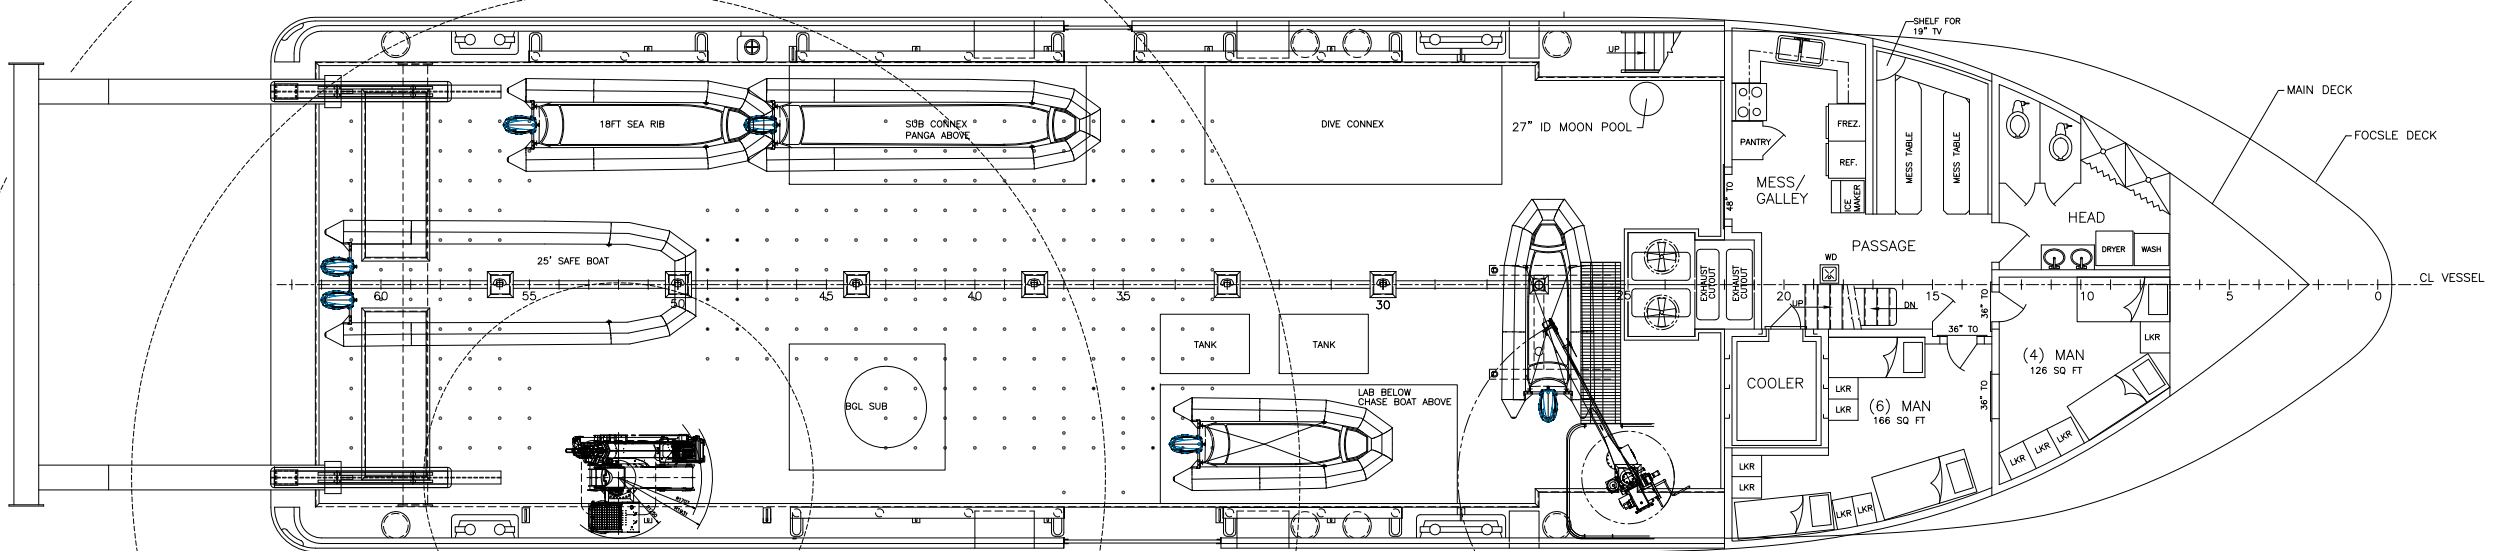 SHELF FOR
19" TV
UP
MAIN DECK
18FT SEA RIB
SUB CONNEX
PANGA ABOVE
DIVE CONNEX
27" ID MOON POOL
FREZ.
PANTRY
REF.
MESS TABLE
MESS TABLE
FOCSLE DECK
48" TO
MESS/
GALLEY
ICE
MAKER
HEAD
PASSAGE
DRYER
WASH
25' SAFE BOAT
WD
EXHAUST
CUTOUT
EXHAUST
CUTOUT
CL VESSEL
60
55
50
45
40
35
30
25
20
15
10
5
0
UP
DN
36" TO
36" TO
TANK
TANK
LKR
(4) MAN
126 SQ FT
COOLER
LKR
LKR
36" TO
(6) MAN
166 SQ FT
BGL SUB
LAB BELOW
CHASE BOAT ABOVE
LKR
LKR
LKR
LKR
LKR
LKR
LKR